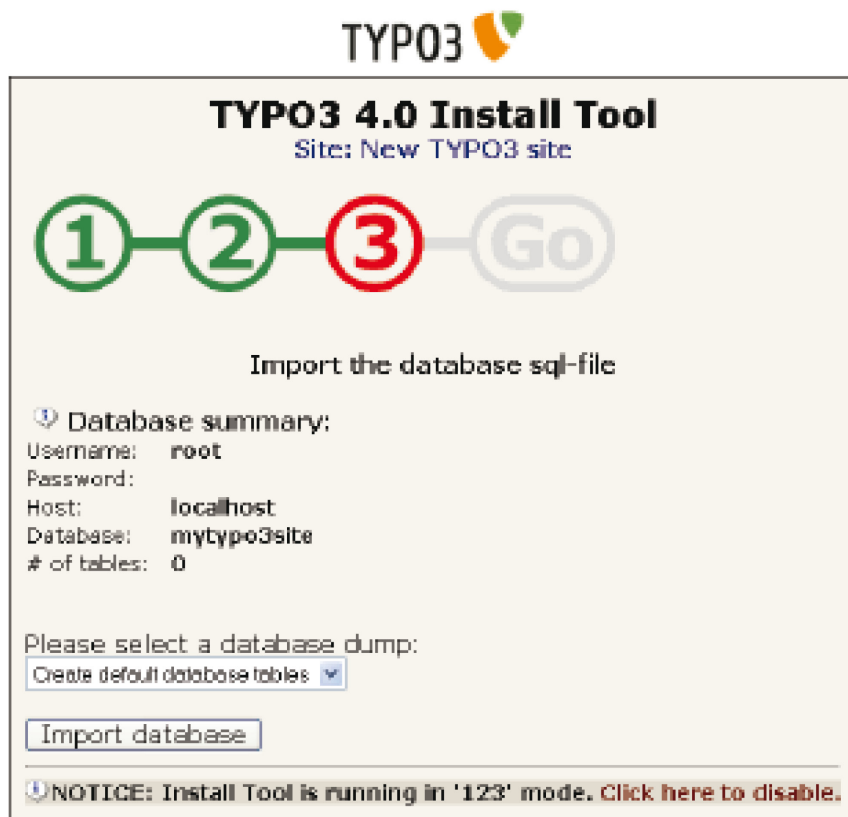 TYPO3
TYPO3 4.0 Install Tool
Site: New TYPO3 site
1 2 3 Go
Import the database sql-file
Database summary:
Username: root
Password:
Host: localhost
Database: mytypo3site
# of tables: 0
Please select a database dump:
Create default database tables
Import database
NOTICE: Install Tool is running in '123' mode. Click here to disable.